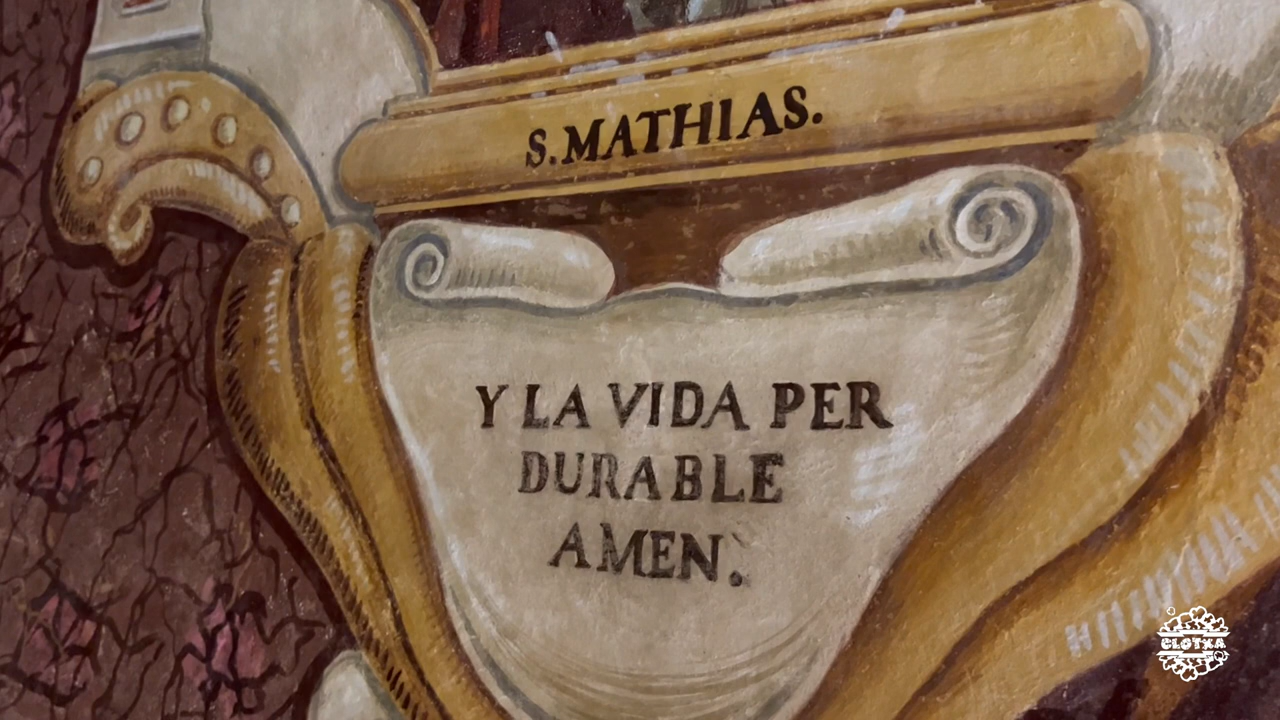 S. MATHIAS.
Y LA VIDA PER
DURABLE
AMEN.
CLOTXA